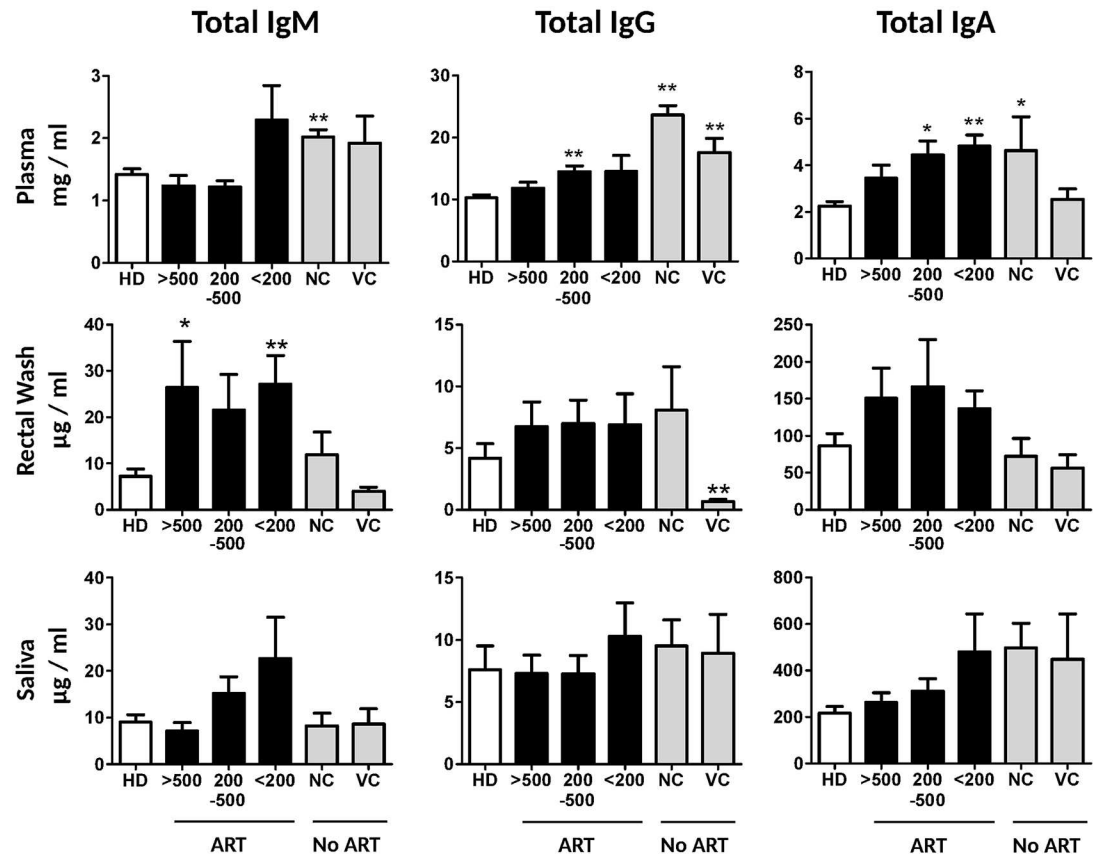 Total IgM Total IgG Total IgA
Plasma
mg / ml
3
2
1
0
**
HD >500 200 <200 NC VC
-500
30
20
10
0
** ** **
HD >500 200 <200 NC VC
-500
8
6
4
2
0
* ** *
HD >500 200 <200 NC VC
-500
Rectal Wash
µg / ml
40
30
20
10
0
* **
HD >500 200 <200 NC VC
-500
15
10
5
0
**
HD >500 200 <200 NC VC
-500
250
200
150
100
50
0
HD >500 200 <200 NC VC
-500
Saliva
µg / ml
40
30
20
10
0
HD >500 200 <200 NC VC
-500
15
10
5
0
HD >500 200 <200 NC VC
-500
800
600
400
200
0
HD >500 200 <200 NC VC
-500
ART No ART ART No ART ART No ART